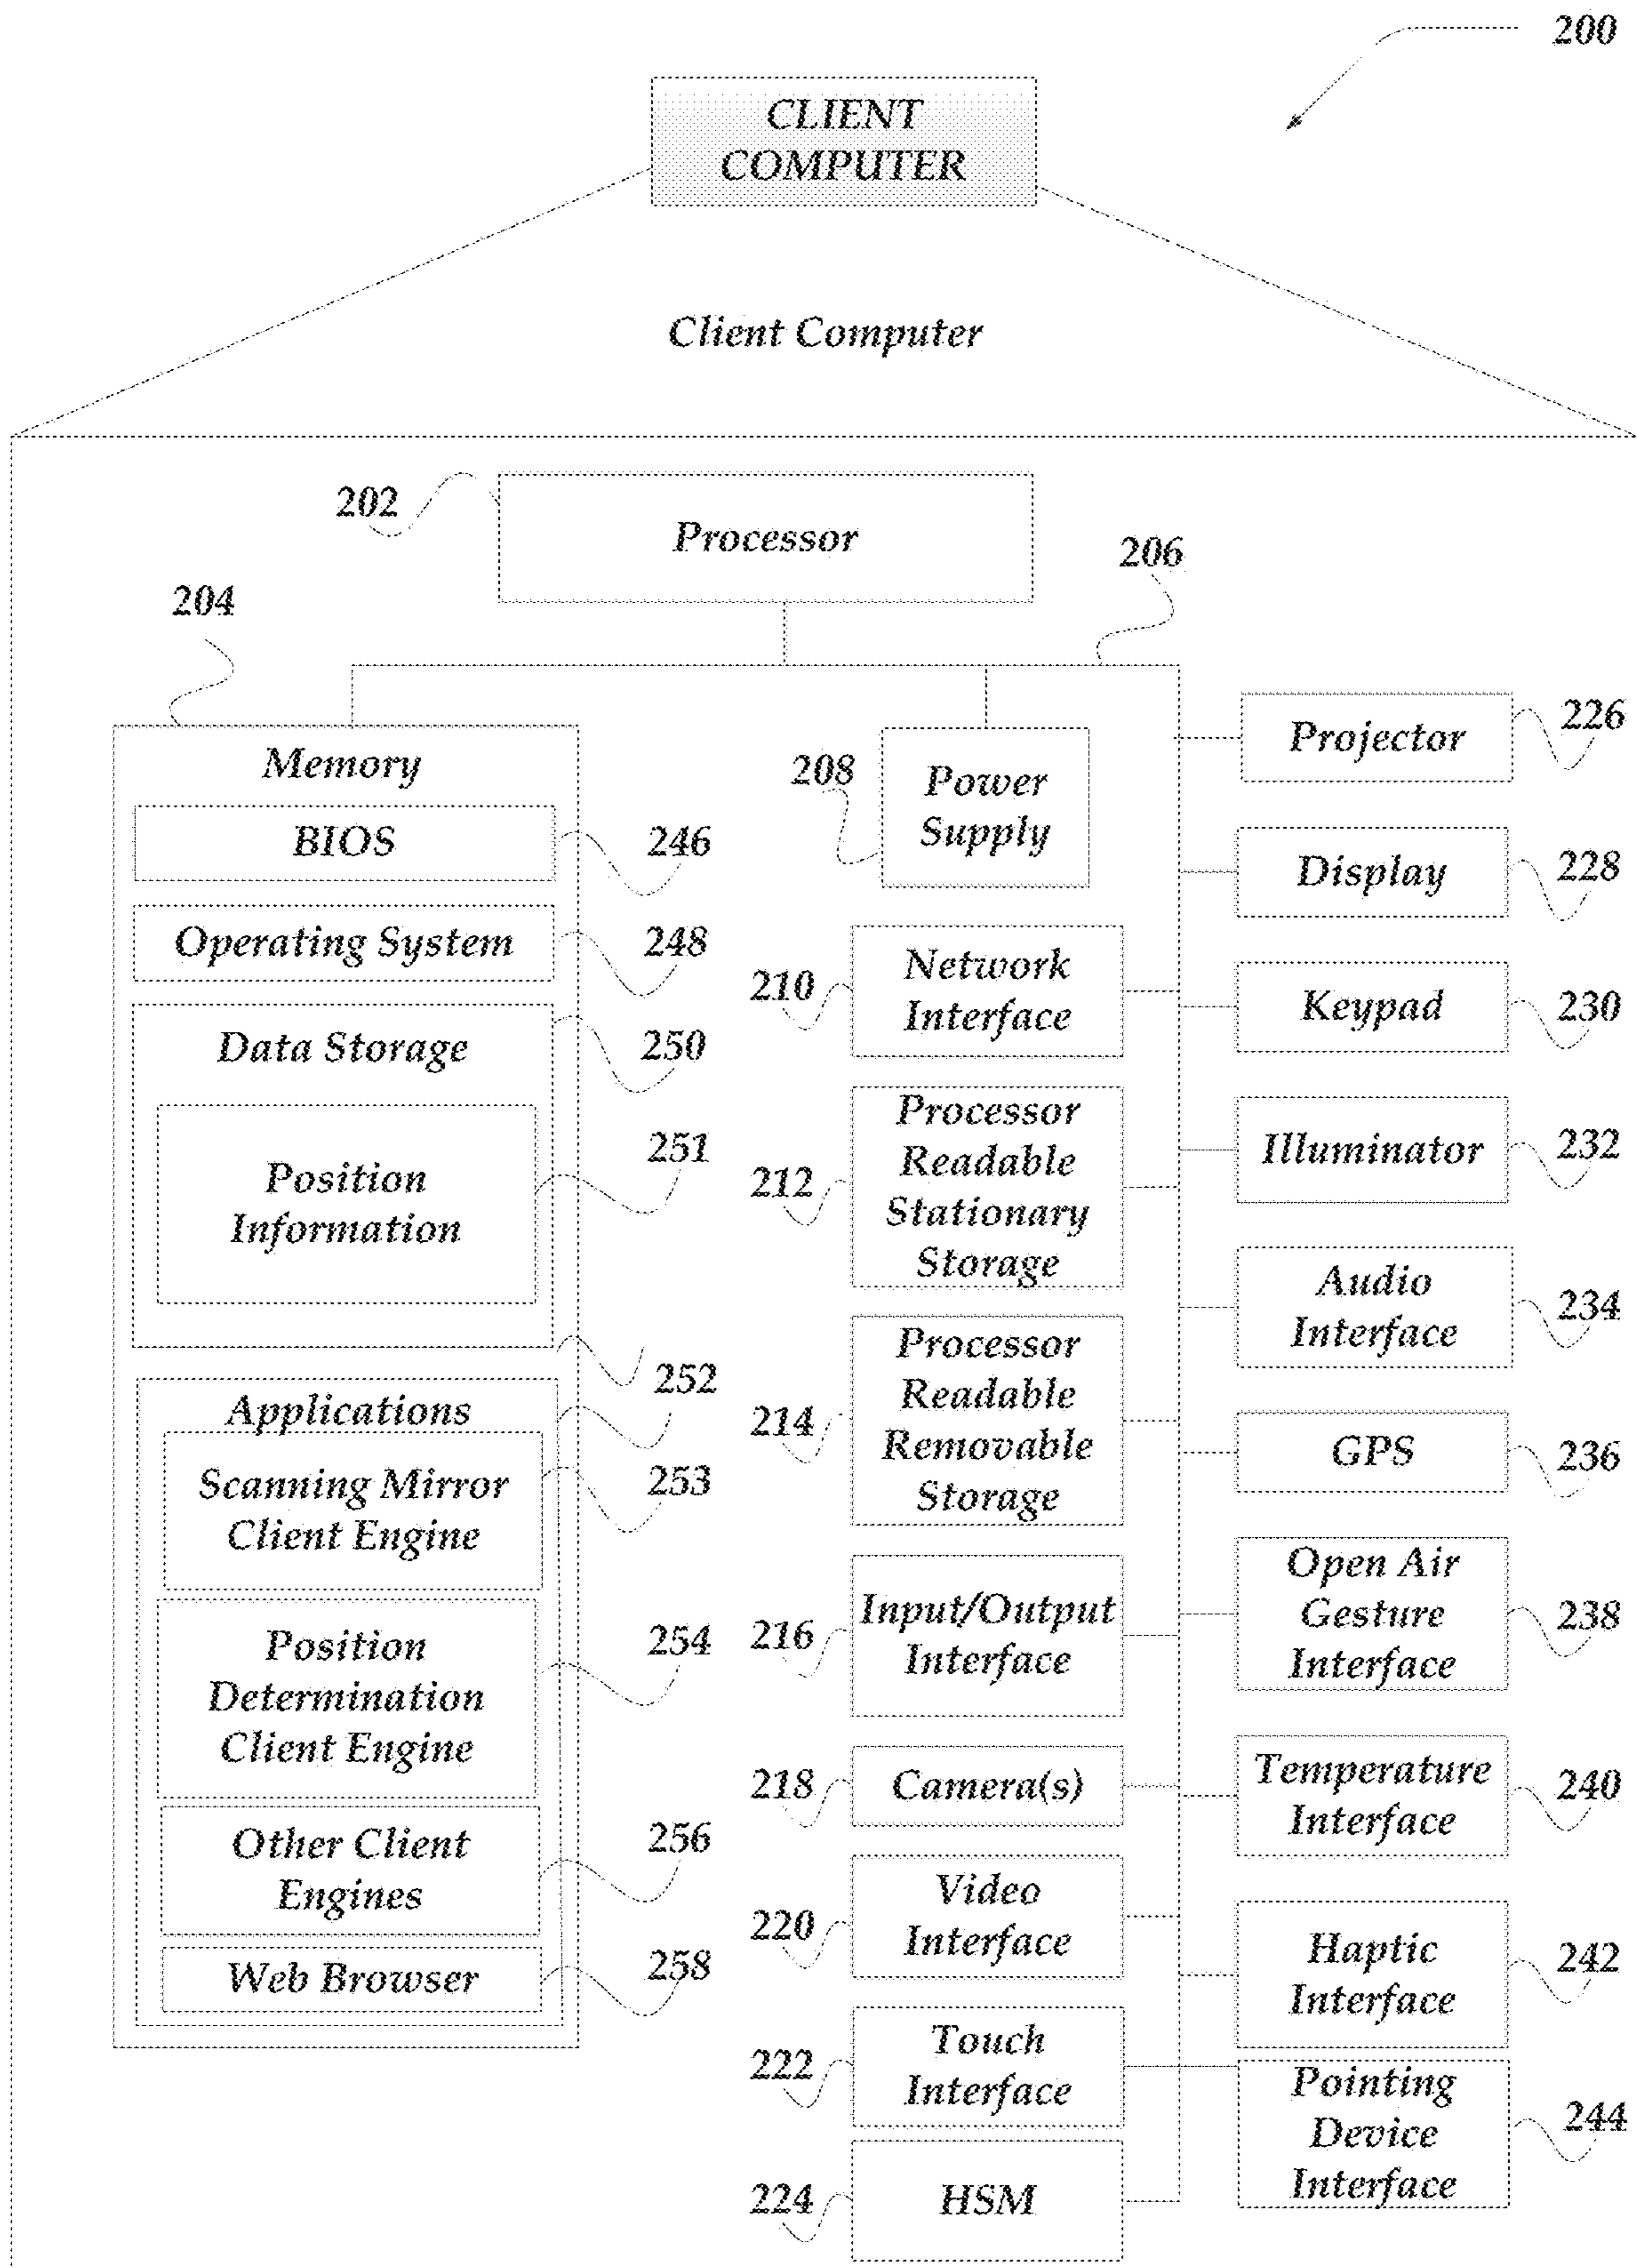 200
CLIENT
COMPUTER
Client Computer
202
Processor
206
204
Memory
BIOS
246
Operating System
248
Data Storage
250
Position
Information
251
252
Applications
Scanning Mirror
Client Engine
253
Position
Determination
Client Engine
254
Other Client
Engines
256
Web Browser
258
208
Power
Supply
210
Network
Interface
212
Processor
Readable
Stationary
Storage
214
Processor
Readable
Removable
Storage
216
Input/Output
Interface
218
Camera(s)
220
Video
Interface
222
Touch
Interface
224
HSM
Projector
226
Display
228
Keypad
230
Illuminator
232
Audio
Interface
234
GPS
236
Open Air
Gesture
Interface
238
Temperature
Interface
240
Haptic
Interface
242
Pointing
Device
Interface
244